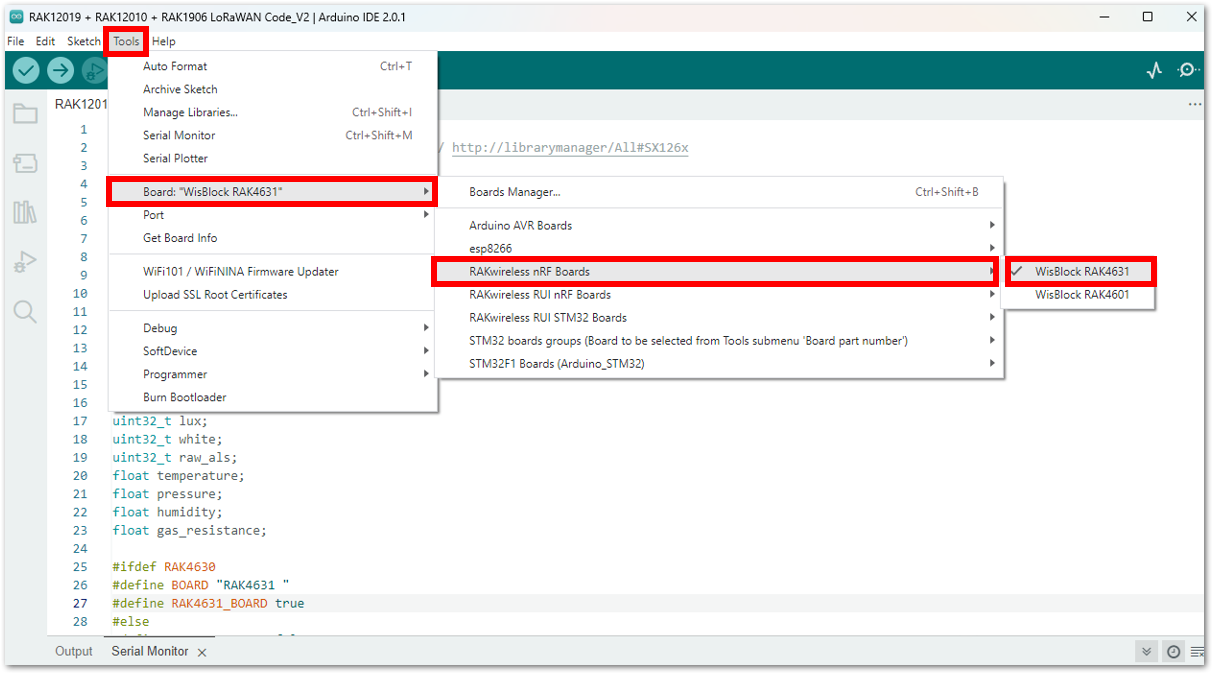 RAK12019 + RAK12010 + RAK1906 LoRaWAN Code_V2 | Arduino IDE 2.0.1
File Edit Sketch Tools Help
Auto Format Ctrl+T
Archive Sketch
Manage Libraries... Ctrl+Shift+I
Serial Monitor Ctrl+Shift+M
Serial Plotter
Board: "WisBlock RAK4631"
Port
Get Board Info
WiFi101 / WiFiNINA Firmware Updater
Upload SSL Root Certificates
Debug
SoftDevice
Programmer
Burn Bootloader
Boards Manager... Ctrl+Shift+B
Arduino AVR Boards
esp8266
RAKwireless nRF Boards
RAKwireless RUI nRF Boards
RAKwireless RUI STM32 Boards
STM32 boards groups (Board to be selected from Tools submenu 'Board part number')
STM32F1 Boards (Arduino_STM32)
WisBlock RAK4631
WisBlock RAK4601
RAK1201
1
2 / http://librarymanager/All#SX126x
3
4
5
6
7
8
9
10
11
12
13
14
15
16
17 uint32_t lux;
18 uint32_t white;
19 uint32_t raw_als;
20 float temperature;
21 float pressure;
22 float humidity;
23 float gas_resistance;
24
25 #ifdef RAK4630
26 #define BOARD "RAK4631 "
27 #define RAK4631_BOARD true
28 #else
Output Serial Monitor